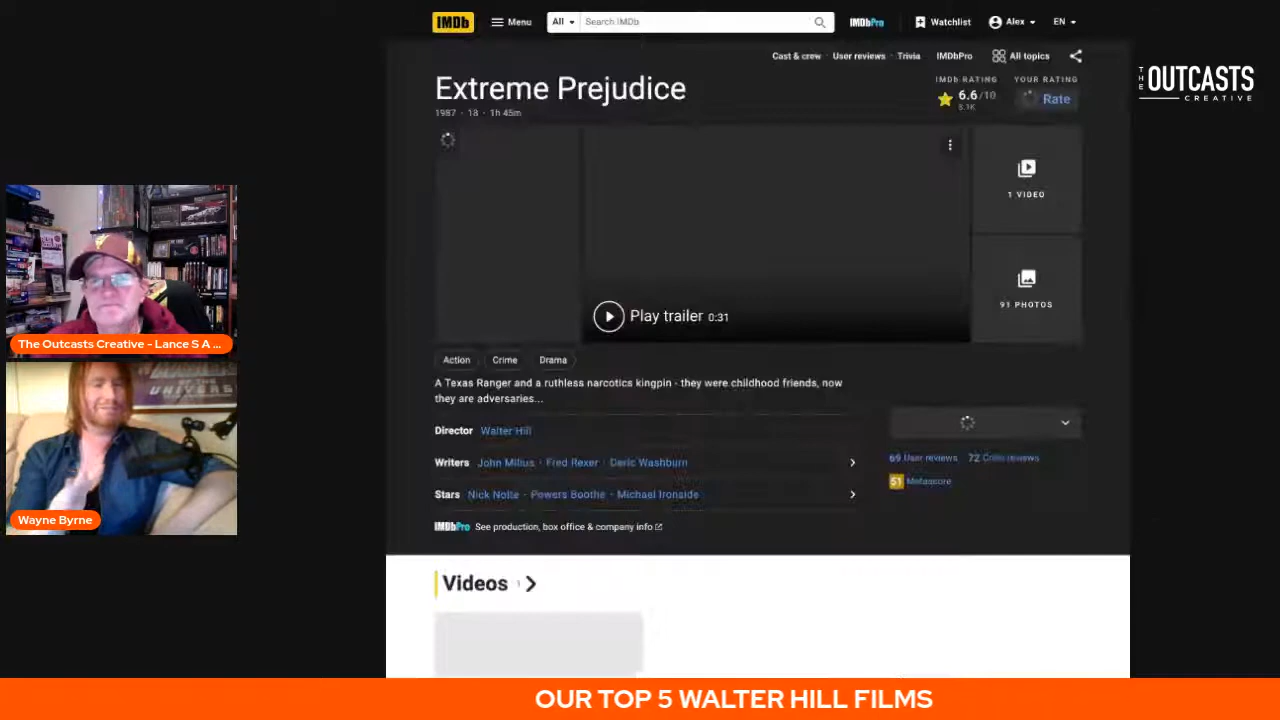 IMDb Menu All Search IMDb IMDbPro Watchlist Alex EN
Cast & crew · User reviews · Trivia IMDbPro All topics
THE OUTCASTS
CREATIVE
Extreme Prejudice
1987 · 18 · 1h 45m
IMDb RATING YOUR RATING
6.6/10 Rate
8.1K
1 VIDEO
91 PHOTOS
Play trailer 0:31
Action Crime Drama
A Texas Ranger and a ruthless narcotics kingpin - they were childhood friends, now
they are adversaries...
Director Walter Hill
Writers John Milius · Fred Rexer · Deric Washburn
Stars Nick Nolte · Powers Boothe · Michael Ironside
69 User reviews 72 Critic reviews
51 Metascore
IMDbPro See production, box office & company info
Videos 1
The Outcasts Creative - Lance S A ...
UNIVERS
Wayne Byrne
OUR TOP 5 WALTER HILL FILMS